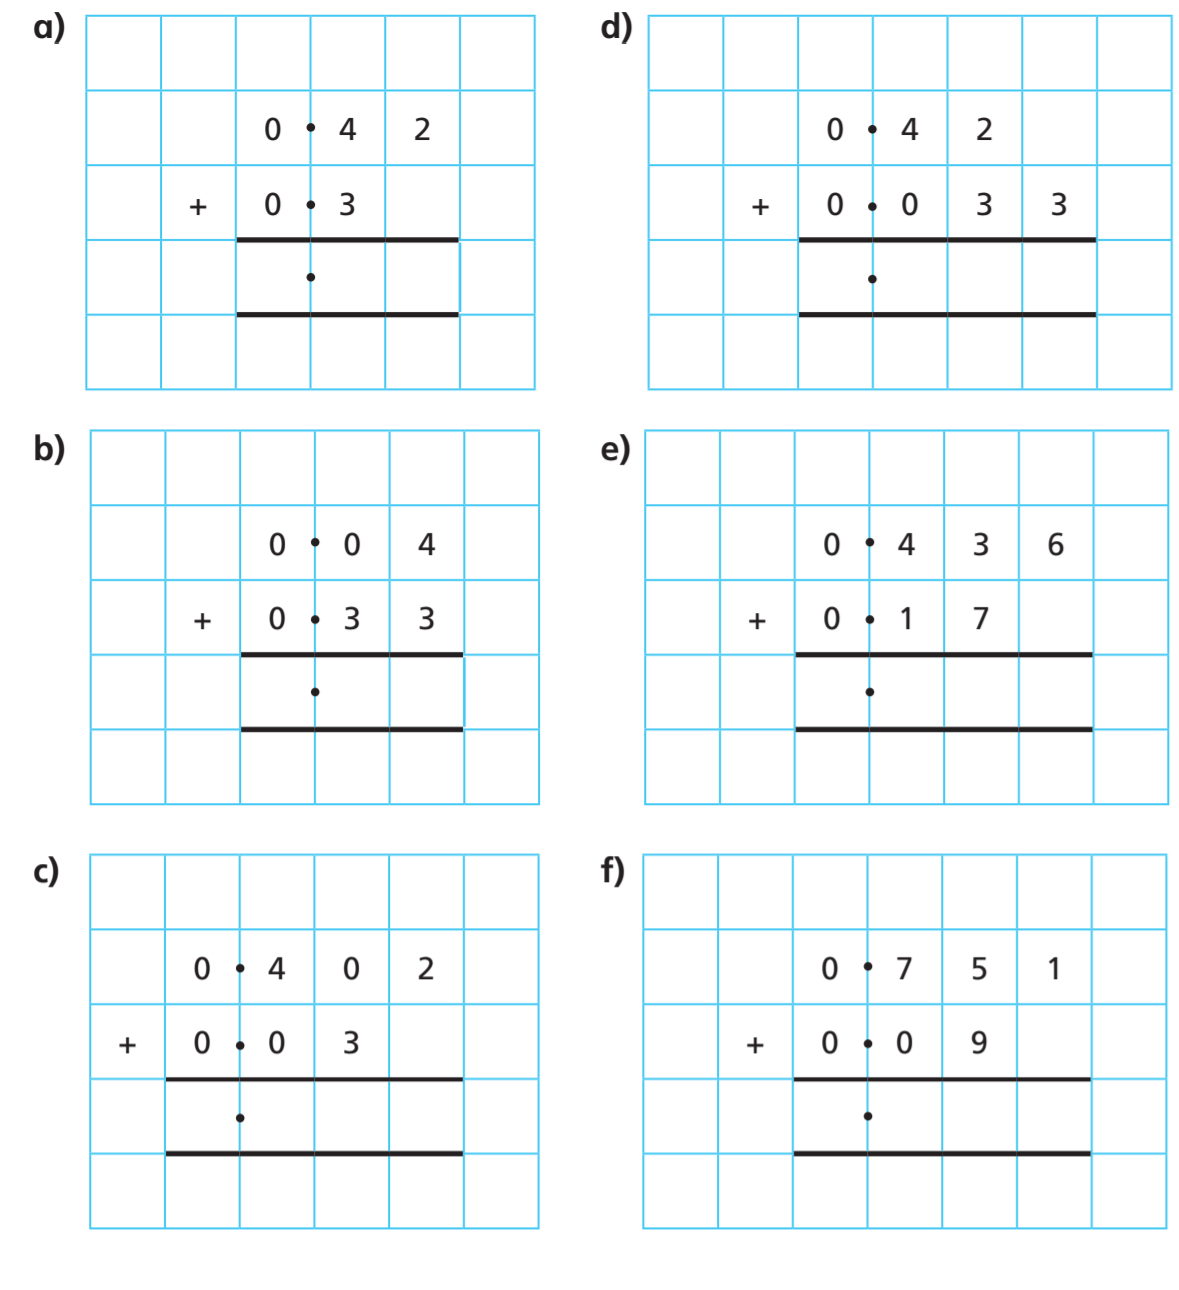 a)
0 . 4 2
+ 0 . 3
.
b)
0 . 0 4
+ 0 . 3 3
.
c)
0 . 4 0 2
+ 0 . 0 3
.
d)
0 . 4 2
+ 0 . 0 3 3
.
e)
0 . 4 3 6
+ 0 . 1 7
.
f)
0 . 7 5 1
+ 0 . 0 9
.